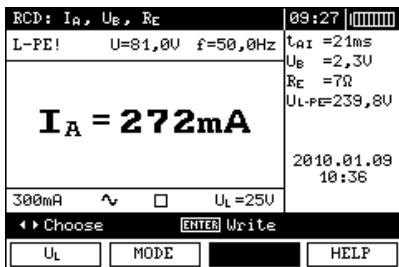 RCD: IA, UB, RE 09:27
L-PE! U=81,0V f=50,0Hz
tAI =21ms
UB =2,3V
RE =7Ω
UL-PE=239,8V
IA = 272mA
2010.01.09
10:36
300mA UL =25V
Choose ENTER Write
UL MODE HELP